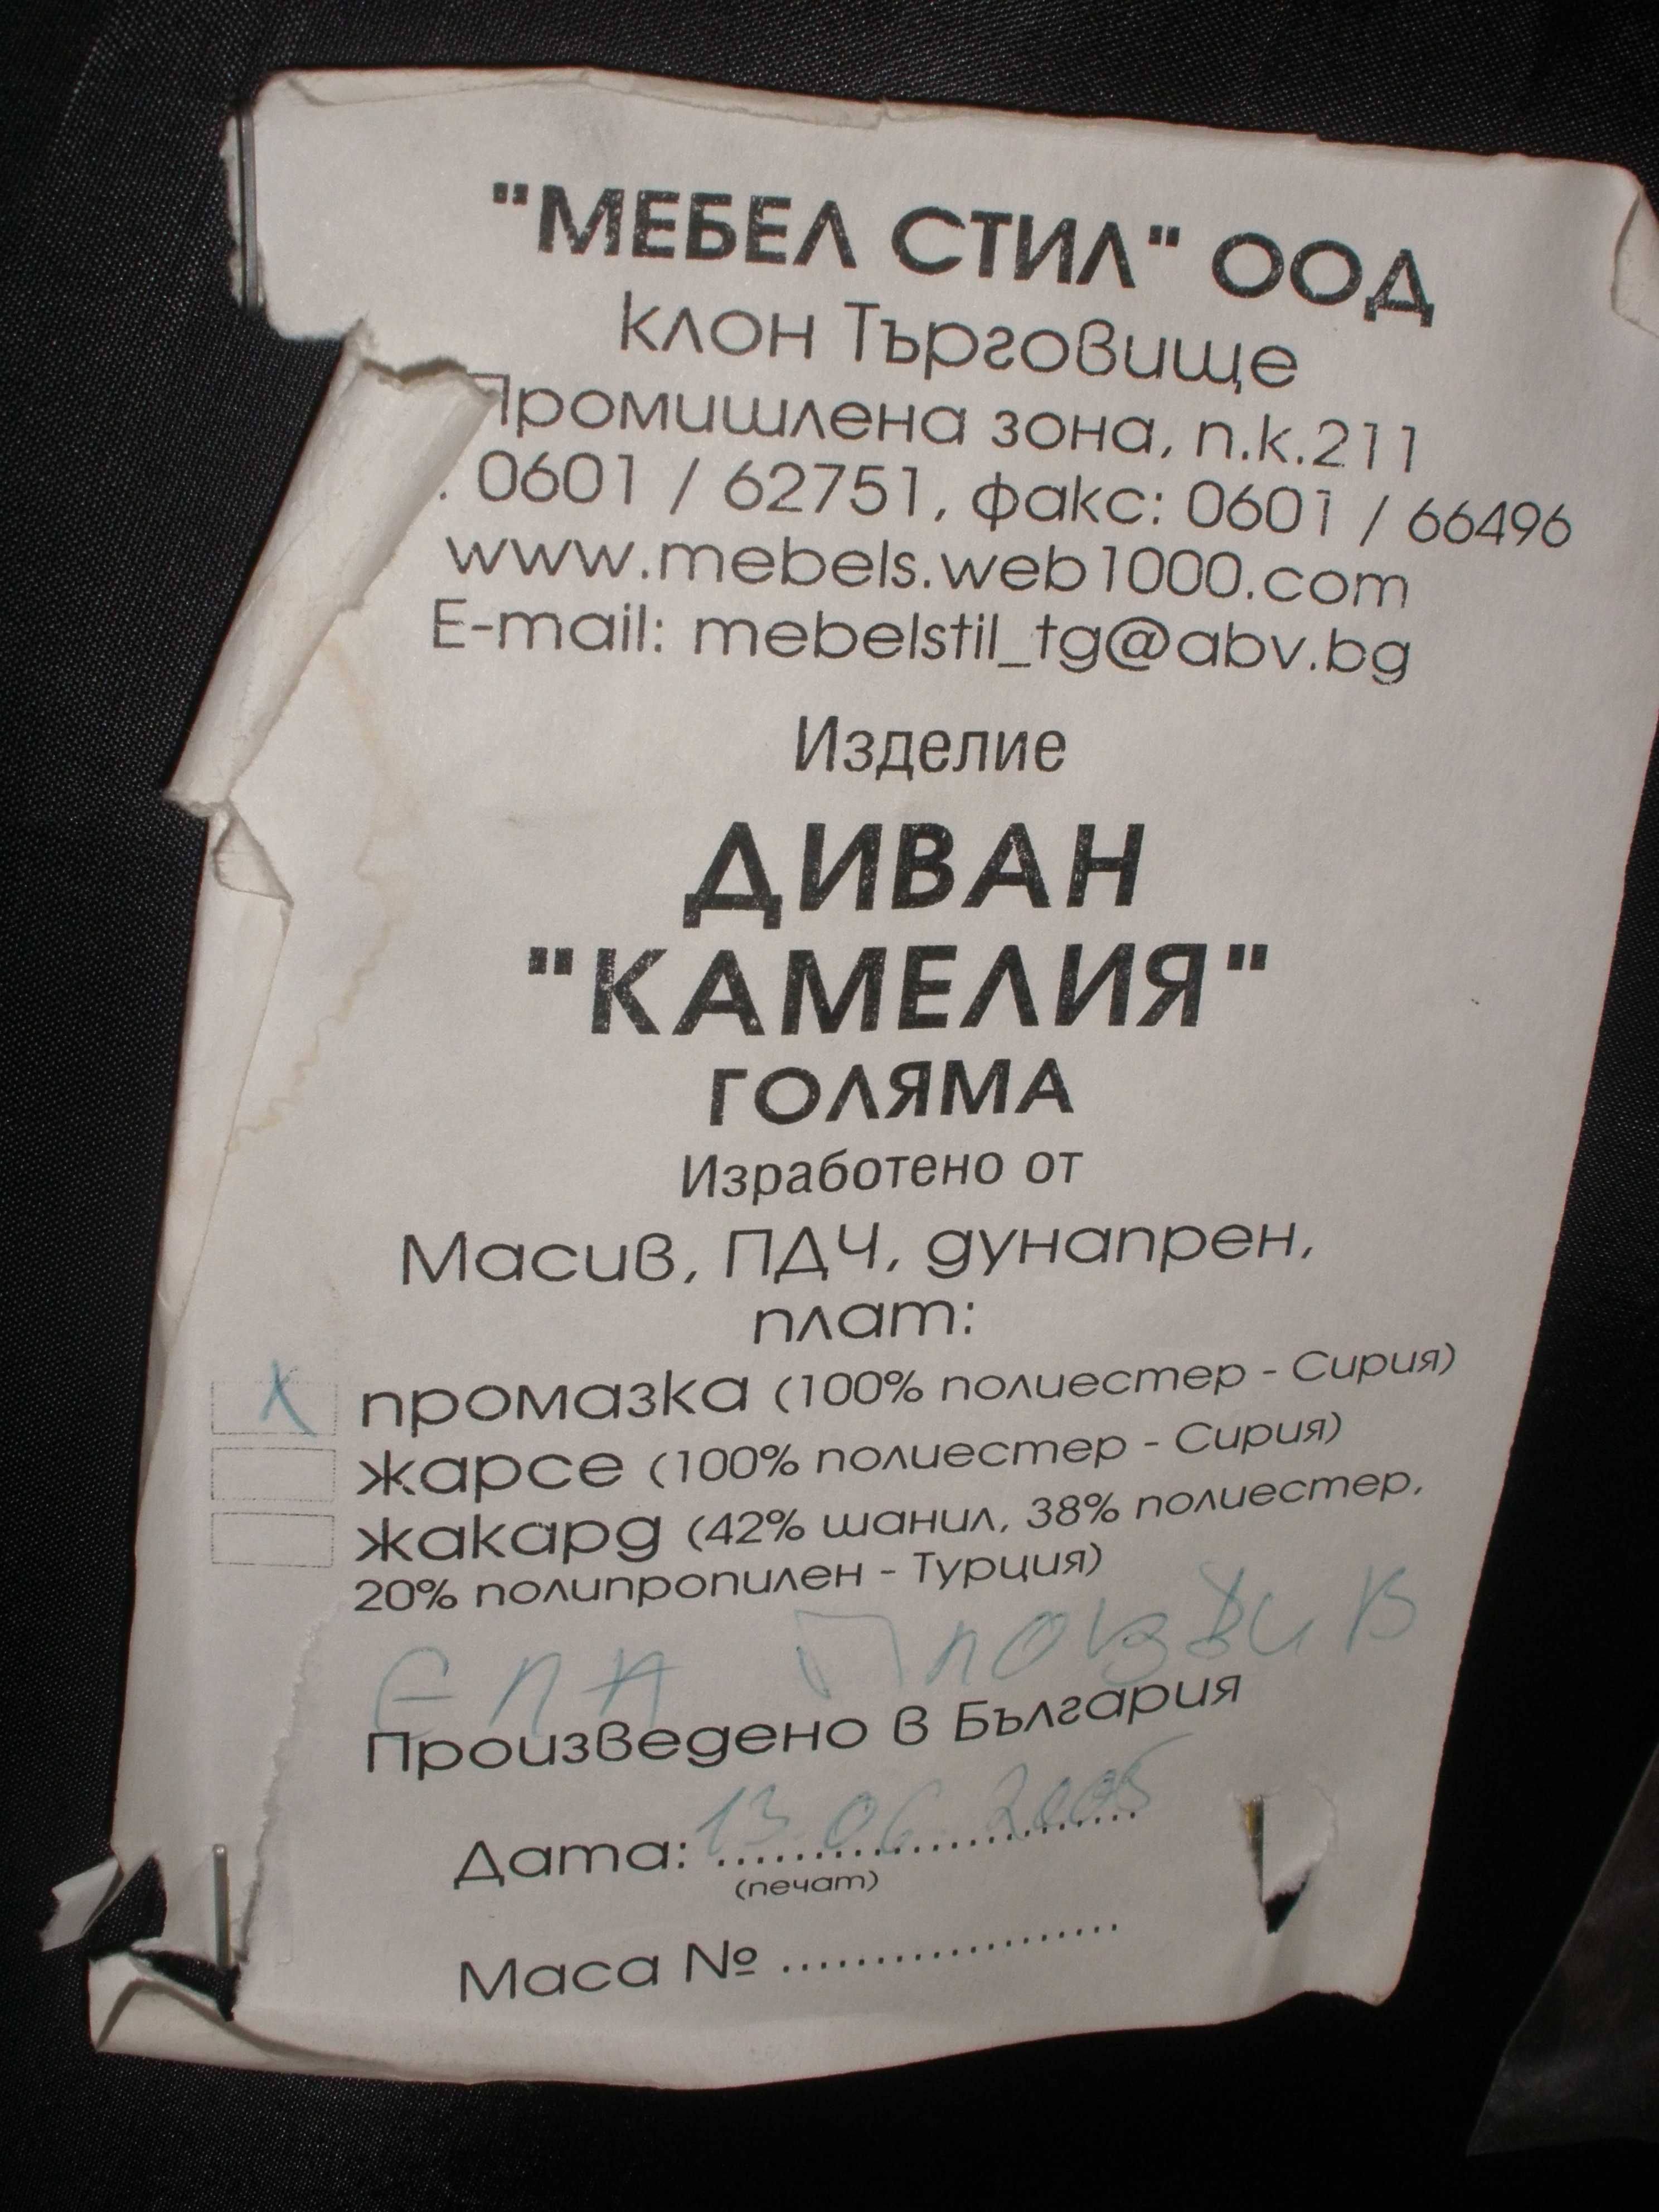 "МЕБЕЛ СТИЛ" ООД
клон Търговище
Промишлена зона, п.к.211
. 0601 / 62751, факс: 0601 / 66496
www.mebels.web1000.com
E-mail: mebelstil_tg@abv.bg
Изделие
ДИВАН
"КАМЕЛИЯ"
ГОЛЯМА
Изработено от
Масив, ПДЧ, дунапрен,
плат:
X промазка (100% полиестер - Сирия)
жарсе (100% полиестер - Сирия)
жакард (42% шанил, 38% полиестер,
20% полипропилен - Турция)
Произведено в България
Дата: 13.06.2005
(печат)
Маса № ....................